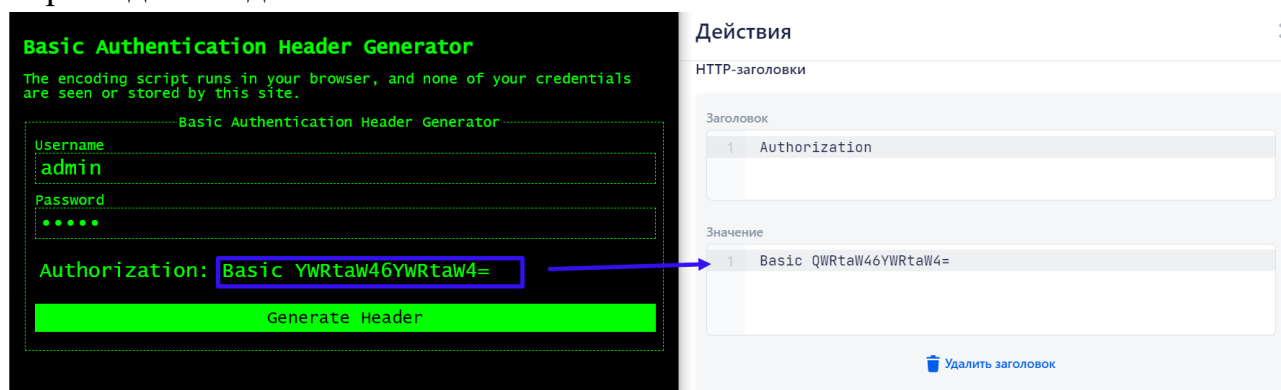 Basic Authentication Header Generator
The encoding script runs in your browser, and none of your credentials
are seen or stored by this site.
Basic Authentication Header Generator
Username
admin
Password
•••••
Authorization: Basic YWRtaW46YWRtaW4=
Generate Header
Действия
HTTP-заголовки
Заголовок
1 Authorization
Значение
1 Basic QWRtaW46YWRtaW4=
Удалить заголовок